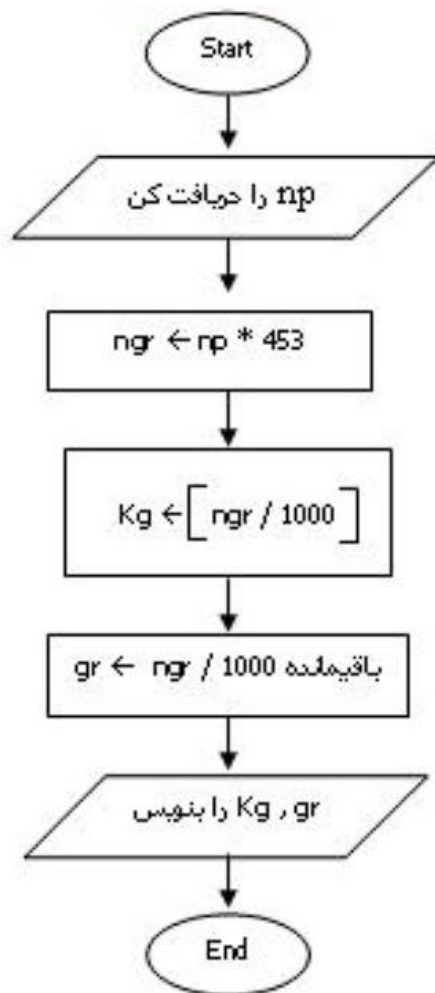 Start
np را دریافت کن
ngr ← np * 453
Kg ← [ ngr / 1000 ]
gr ← ngr / 1000 باقیمانده
Kg , gr را بنویس
End